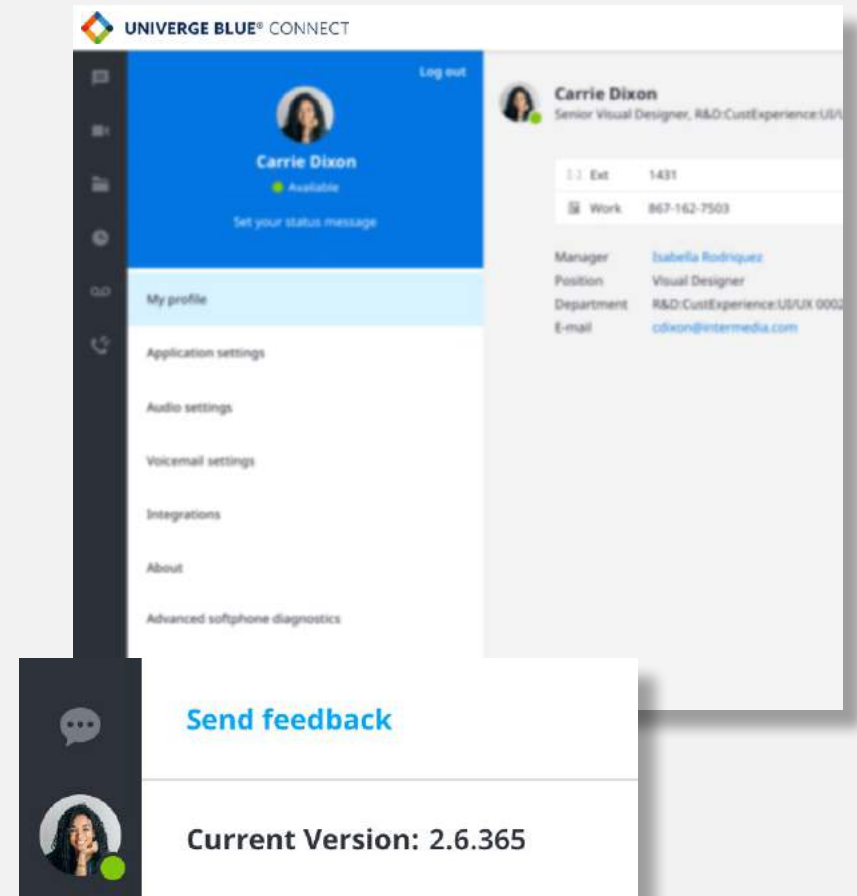 UNIVERGE BLUE® CONNECT
Log out
Carrie Dixon
Available
Set your status message
My profile
Application settings
Audio settings
Voicemail settings
Integrations
About
Advanced softphone diagnostics
Carrie Dixon
Senior Visual Designer, R&D:CustExperience:UI/U
Ext 1431
Work 867-162-7503
Manager Isabella Rodriquez
Position Visual Designer
Department R&D:CustExperience:UI/UX 0002
E-mail cdixon@intermedia.com
Send feedback
Current Version: 2.6.365